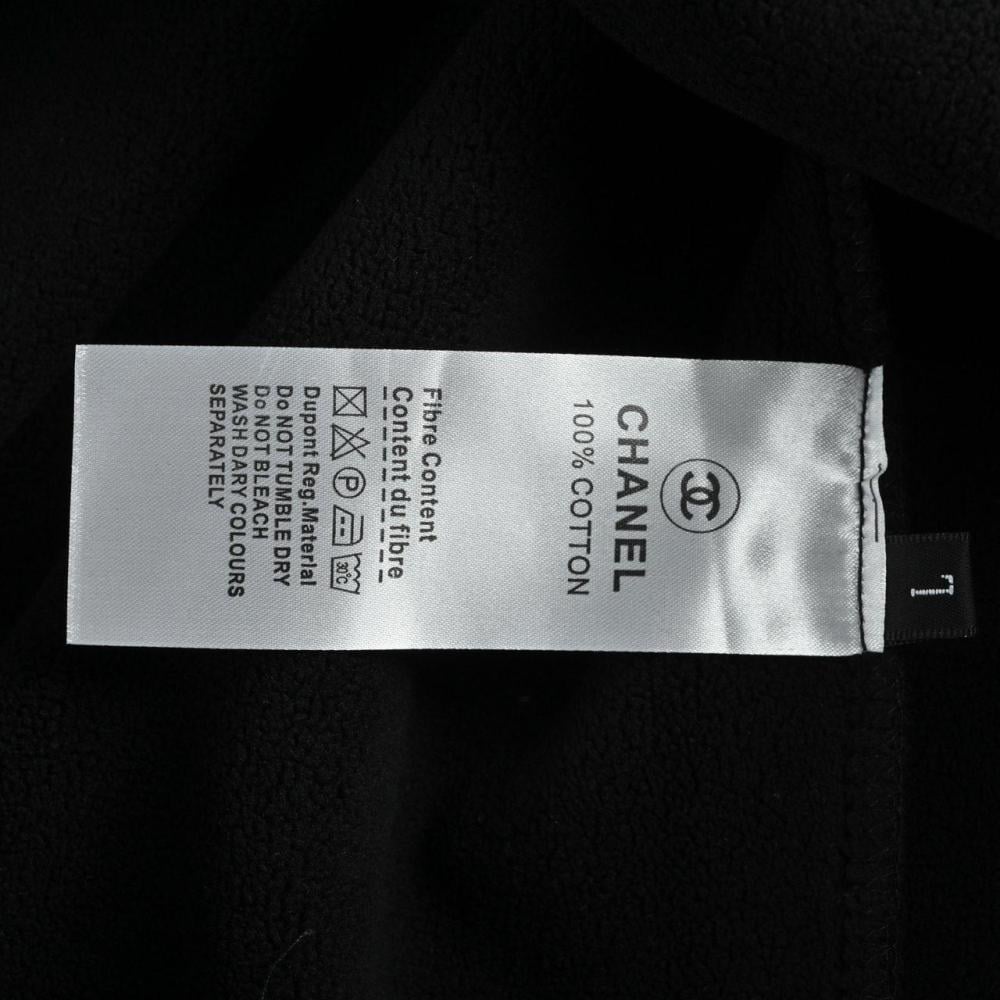 CHANEL
100% COTTON
Fibre Content
Content du fibre
P
30°C
Dupont Reg.Material
Do NOT TUMBLE DRY
Do NOT BLEACH
WASH DARY COLOURS
SEPARATELY
L